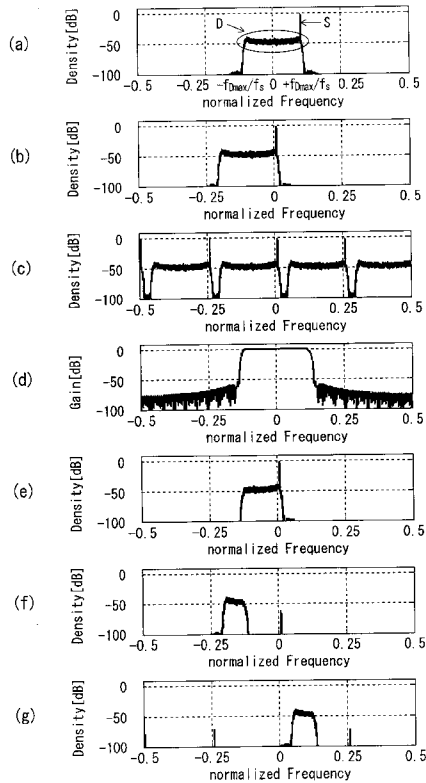 (a)
Density[dB]
0
-50
-100
D
S
-0.5
-0.25
-fDmax/fs
0
+fDmax/fs
0.25
0.5
normalized Frequency
(b)
Density[dB]
0
-50
-100
-0.5
-0.25
0
0.25
0.5
normalized Frequency
(c)
Density[dB]
0
-50
-100
-0.5
-0.25
0
0.25
0.5
normalized Frequency
(d)
Gain[dB]
0
-50
-100
-0.5
-0.25
0
0.25
0.5
normalized Frequency
(e)
Density[dB]
0
-50
-100
-0.5
-0.25
0
0.25
0.5
normalized Frequency
(f)
Density[dB]
0
-50
-100
-0.5
-0.25
0
0.25
0.5
normalized Frequency
(g)
Density[dB]
0
-50
-100
-0.5
-0.25
0
0.25
0.5
normalized Frequency